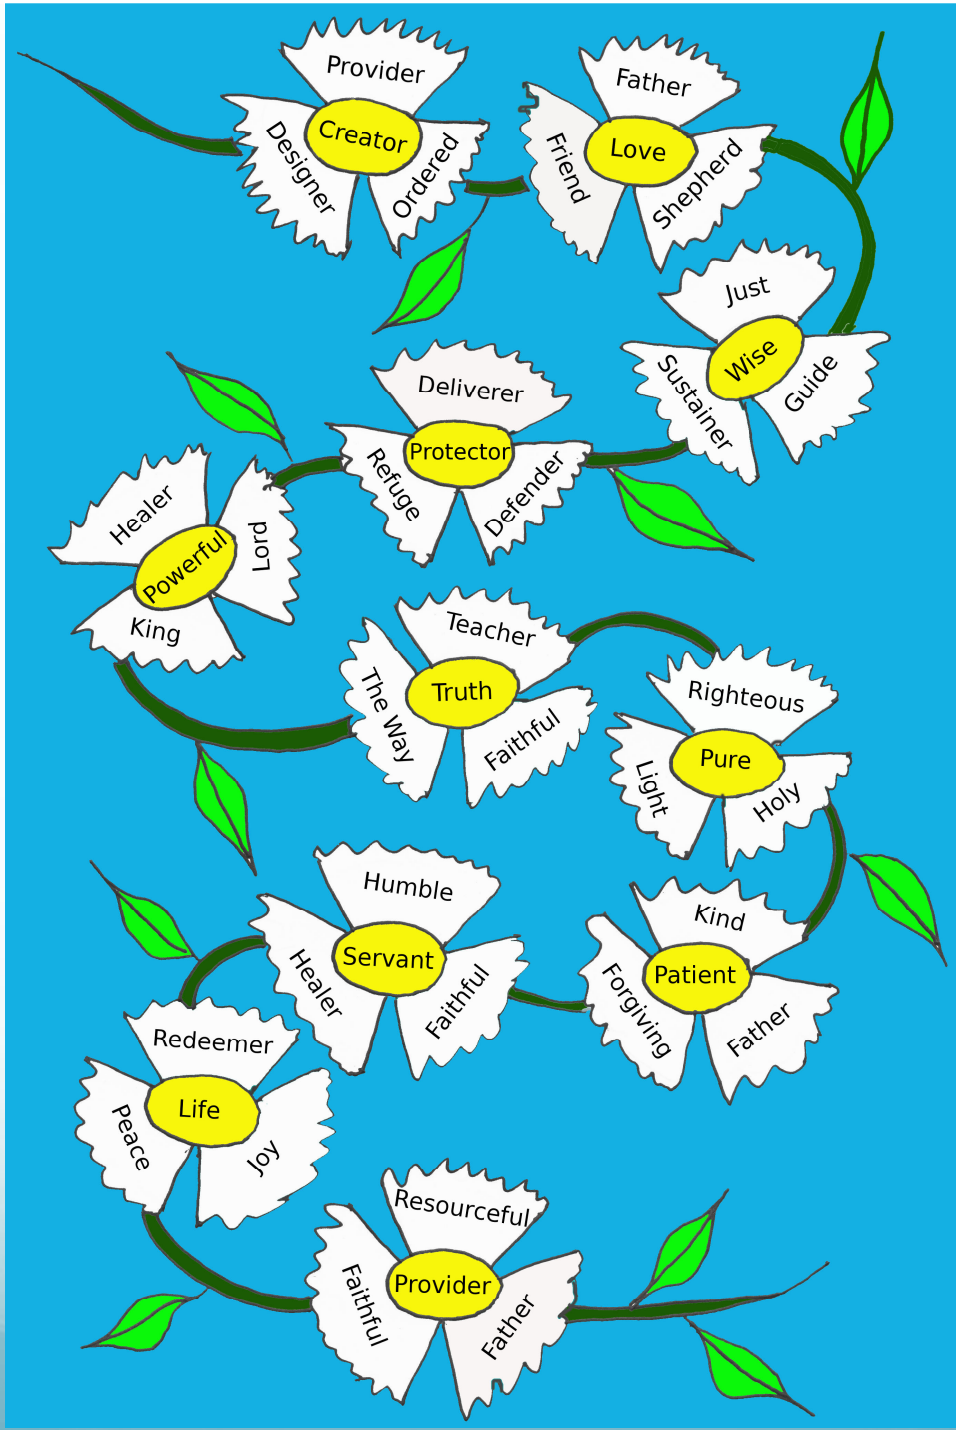 Provider
Creator
Designer
Ordered
Father
Love
Friend
Shepherd
Just
Wise
Sustainer
Guide
Deliverer
Protector
Refuge
Defender
Healer
Lord
Powerful
King
Teacher
Truth
The Way
Faithful
Righteous
Pure
Light
Holy
Kind
Patient
Forgiving
Father
Humble
Servant
Healer
Faithful
Redeemer
Life
Peace
Joy
Resourceful
Provider
Faithful
Father